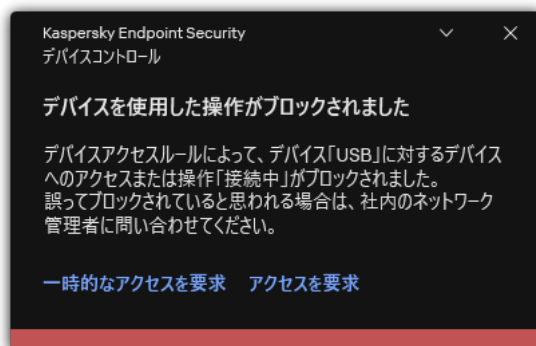 Kaspersky Endpoint Security
デバイスコントロール
デバイスを使用した操作がブロックされました
デバイスアクセスルールによって、デバイス「USB」に対するデバイス
へのアクセスまたは操作「接続中」がブロックされました。
誤ってブロックされていると思われる場合は、社内のネットワーク
管理者に問い合わせてください。
一時的なアクセスを要求 アクセスを要求